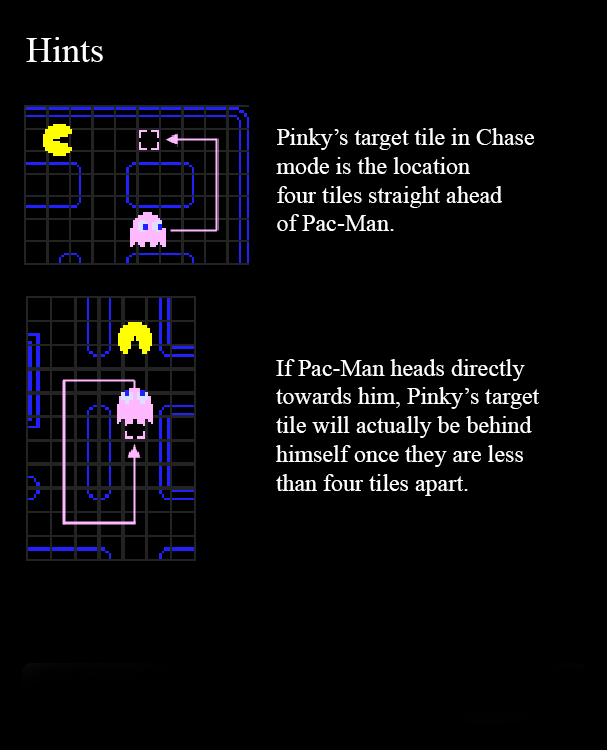 Hints
Pinky’s target tile in Chase
mode is the location
four tiles straight ahead
of Pac-Man.
If Pac-Man heads directly
towards him, Pinky’s target
tile will actually be behind
himself once they are less
than four tiles apart.